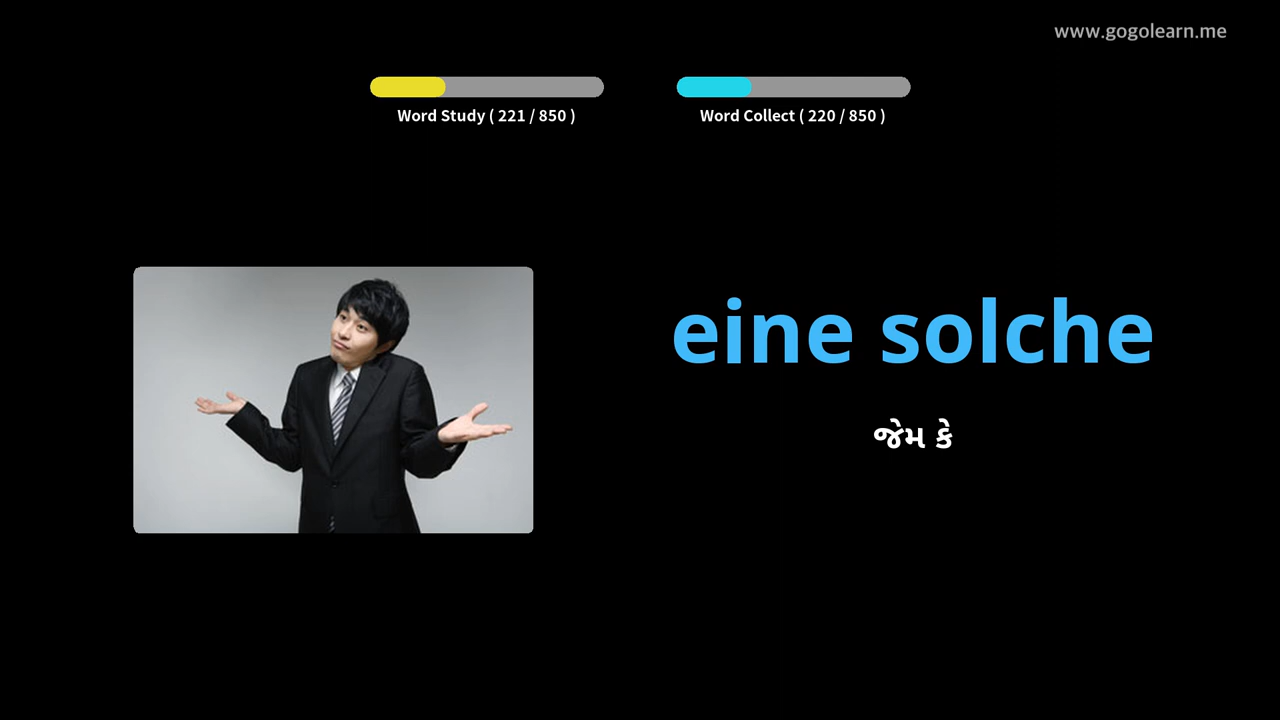 www.gogolearn.me
Word Study ( 221 / 850 )
Word Collect ( 220 / 850 )
eine solche
જેમ કે